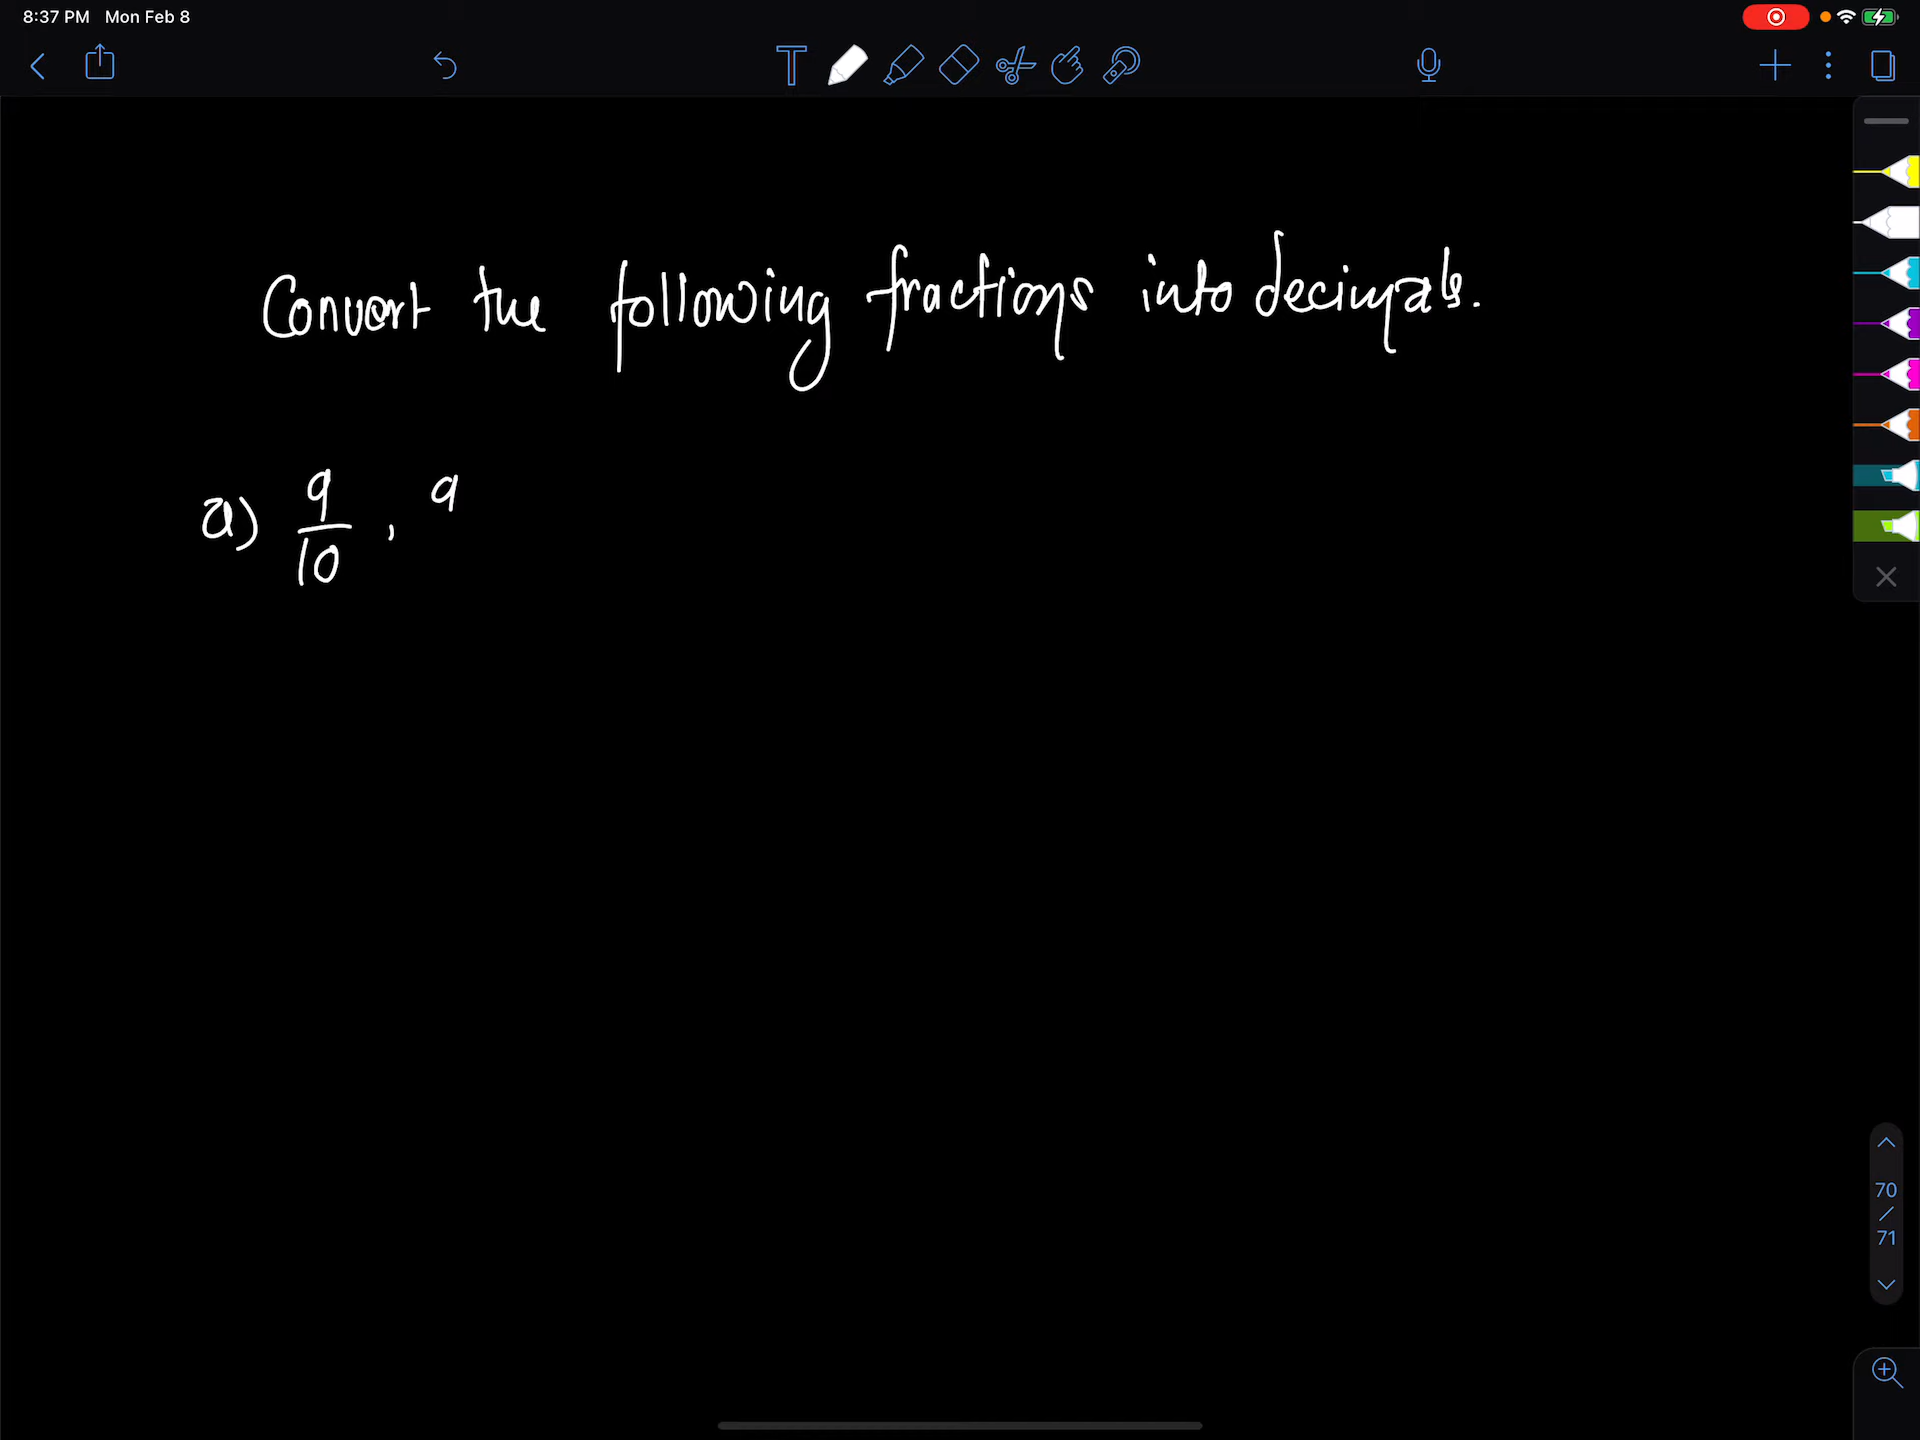 8:37 PM Mon Feb 8
Convert the following fractions into decimals.
a) 9/10 , 9
70
/
71